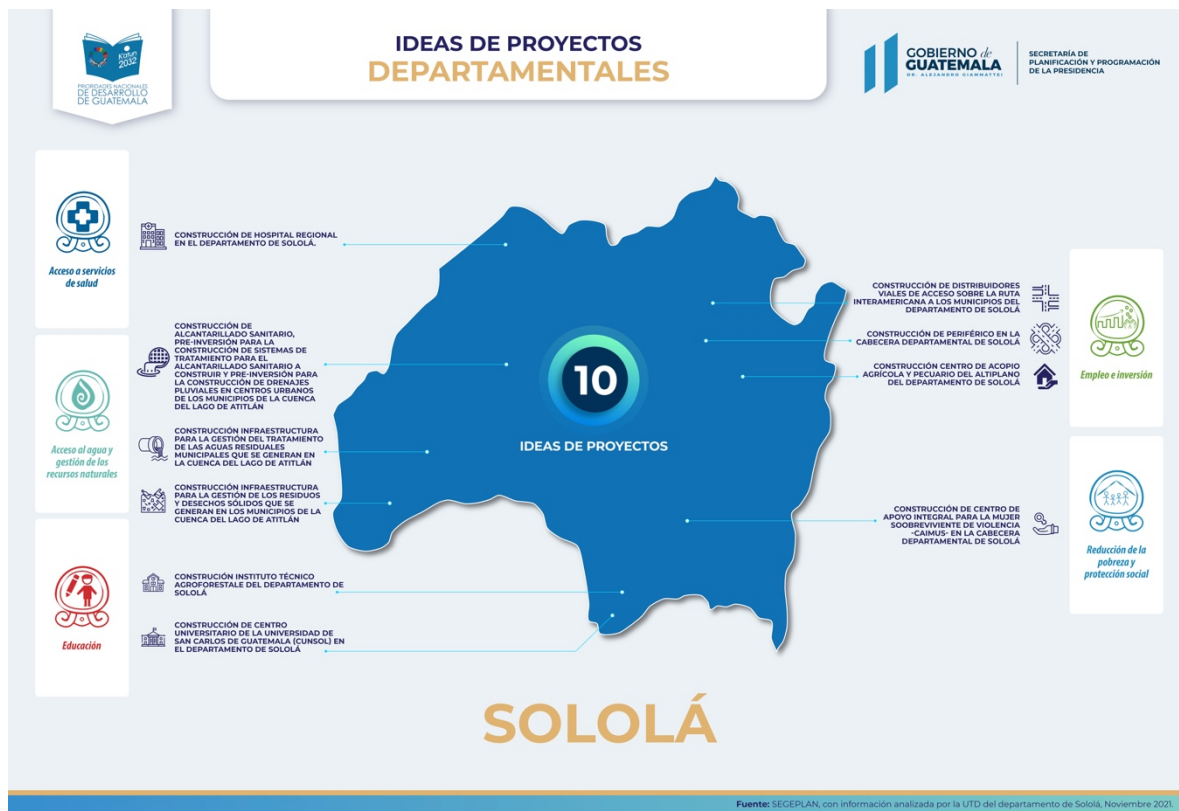 Katun
2032
PRIORIDADES NACIONALES
DE DESARROLLO
DE GUATEMALA
IDEAS DE PROYECTOS
DEPARTAMENTALES
GOBIERNO de
GUATEMALA
DR. ALEJANDRO GIAMMATTEI
SECRETARÍA DE
PLANIFICACIÓN Y PROGRAMACIÓN
DE LA PRESIDENCIA
Acceso a servicios
de salud
CONSTRUCCIÓN DE HOSPITAL REGIONAL
EN EL DEPARTAMENTO DE SOLOLÁ.
Acceso al agua y
gestión de los
recursos naturales
CONSTRUCCIÓN DE
ALCANTARILLADO SANITARIO,
PRE-INVERSIÓN PARA LA
CONSTRUCCIÓN DE SISTEMAS DE
TRATAMIENTO PARA EL
ALCANTARILLADO SANITARIO A
CONSTRUIR Y PRE-INVERSIÓN PARA
LA CONSTRUCCIÓN DE DRENAJES
PLUVIALES EN CENTROS URBANOS
DE LOS MUNICIPIOS DE LA CUENCA
DEL LAGO DE ATITLÁN
CONSTRUCCIÓN INFRAESTRUCTURA
PARA LA GESTIÓN DEL TRATAMIENTO
DE LAS AGUAS RESIDUALES
MUNICIPALES QUE SE GENERAN EN
LA CUENCA DEL LAGO DE ATITLÁN
CONSTRUCCIÓN INFRAESTRUCTURA
PARA LA GESTIÓN DE LOS RESIDUOS
Y DESECHOS SÓLIDOS QUE SE
GENERAN EN LOS MUNICIPIOS DE LA
CUENCA DEL LAGO DE ATITLÁN
Educación
CONSTRUCIÓN INSTITUTO TÉCNICO
AGROFORESTALE DEL DEPARTAMENTO DE
SOLOLÁ
CONSTRUCCIÓN DE CENTRO
UNIVERSITARIO DE LA UNIVERSIDAD DE
SAN CARLOS DE GUATEMALA (CUNSOL) EN
EL DEPARTAMENTO DE SOLOLÁ
10
IDEAS DE PROYECTOS
CONSTRUCCIÓN DE DISTRIBUIDORES
VIALES DE ACCESO SOBRE LA RUTA
INTERAMERICANA A LOS MUNICIPIOS DEL
DEPARTAMENTO DE SOLOLÁ
CONSTRUCCIÓN DE PERIFÉRICO EN LA
CABECERA DEPARTAMENTAL DE SOLOLÁ
CONSTRUCCIÓN CENTRO DE ACOPIO
AGRÍCOLA Y PECUARIO DEL ALTIPLANO
DEL DEPARTAMENTO DE SOLOLÁ
Empleo e inversión
CONSTRUCCIÓN DE CENTRO DE
APOYO INTEGRAL PARA LA MUJER
SOOBREVIVIENTE DE VIOLENCIA
-CAIMUS- EN LA CABECERA
DEPARTAMENTAL DE SOLOLÁ
Reducción de la
pobreza y
protección social
SOLOLÁ
Fuente: SEGEPLAN, con información analizada por la UTD del departamento de Sololá, Noviembre 2021.